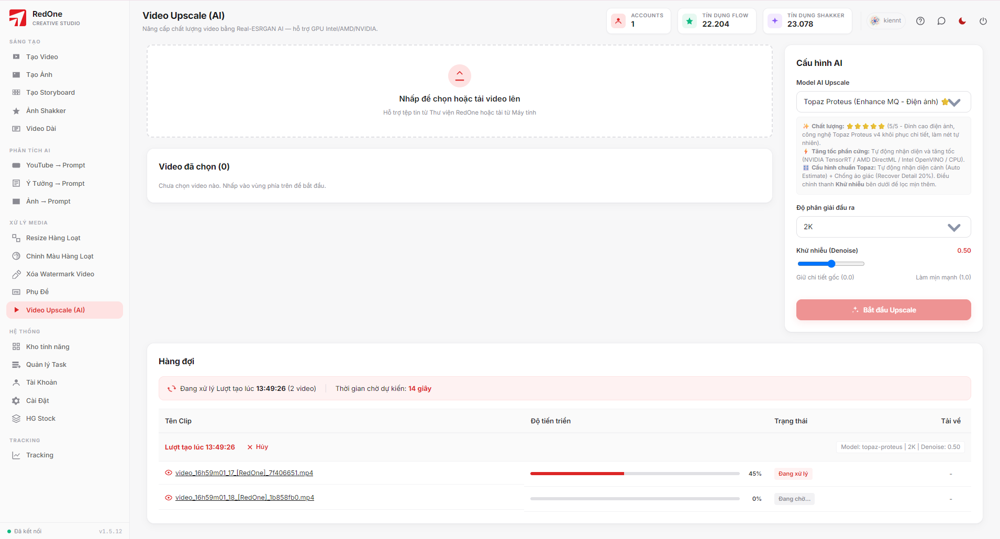 RedOne
CREATIVE STUDIO
SÁNG TẠO
Tạo Video
Tạo Ảnh
Tạo Storyboard
Ảnh Shakker
Video Dài
PHÂN TÍCH AI
YouTube → Prompt
Ý Tưởng → Prompt
Ảnh → Prompt
XỬ LÝ MEDIA
Resize Hàng Loạt
Chỉnh Màu Hàng Loạt
Xóa Watermark Video
Phụ Đề
Video Upscale (AI)
HỆ THỐNG
Kho tính năng
Quản lý Task
Tài Khoản
Cài Đặt
HG Stock
TRACKING
Tracking
Đã kết nối
v1.5.12
Video Upscale (AI)
Nâng cấp chất lượng video bằng Real-ESRGAN AI — hỗ trợ GPU Intel/AMD/NVIDIA.
ACCOUNTS
1
TÍN DỤNG FLOW
22.204
TÍN DỤNG SHAKKER
23.078
kiennt
Nhấp để chọn hoặc tải video lên
Hỗ trợ tệp tin từ Thư viện RedOne hoặc tải từ Máy tính
Video đã chọn (0)
Chưa chọn video nào. Nhấp vào vùng phía trên để bắt đầu.
Cấu hình AI
Model AI Upscale
Topaz Proteus (Enhance MQ - Điện ảnh) ⭐
✨ Chất lượng: ⭐⭐⭐⭐⭐ (5/5 - Đỉnh cao điện ảnh,
công nghệ Topaz Proteus v4 khôi phục chi tiết, làm nét tự
nhiên).
⚡ Tăng tốc phần cứng: Tự động nhận diện và tăng tốc
(NVIDIA TensorRT / AMD DirectML / Intel OpenVINO / CPU).
🎛️ Cấu hình chuẩn Topaz: Tự động nhận diện cảnh (Auto
Estimate) + Chống ảo giác (Recover Detail 20%). Điều
chỉnh thanh Khử nhiễu bên dưới để lọc mịn thêm.
Độ phân giải đầu ra
2K
Khử nhiễu (Denoise)
0.50
Giữ chi tiết gốc (0.0)
Làm mịn mạnh (1.0)
Bắt đầu Upscale
Hàng đợi
Đang xử lý Lượt tạo lúc 13:49:26 (2 video)
Thời gian chờ dự kiến: 14 giây
Tên Clip
Độ tiến triển
Trạng thái
Tải về
Lượt tạo lúc 13:49:26
✕ Hủy
Model: topaz-proteus | 2K | Denoise: 0.50
video_16h59m01_17_[RedOne]_7f406651.mp4
45%
Đang xử lý
-
video_16h59m01_18_[RedOne]_1b858fb0.mp4
0%
Đang chờ...
-